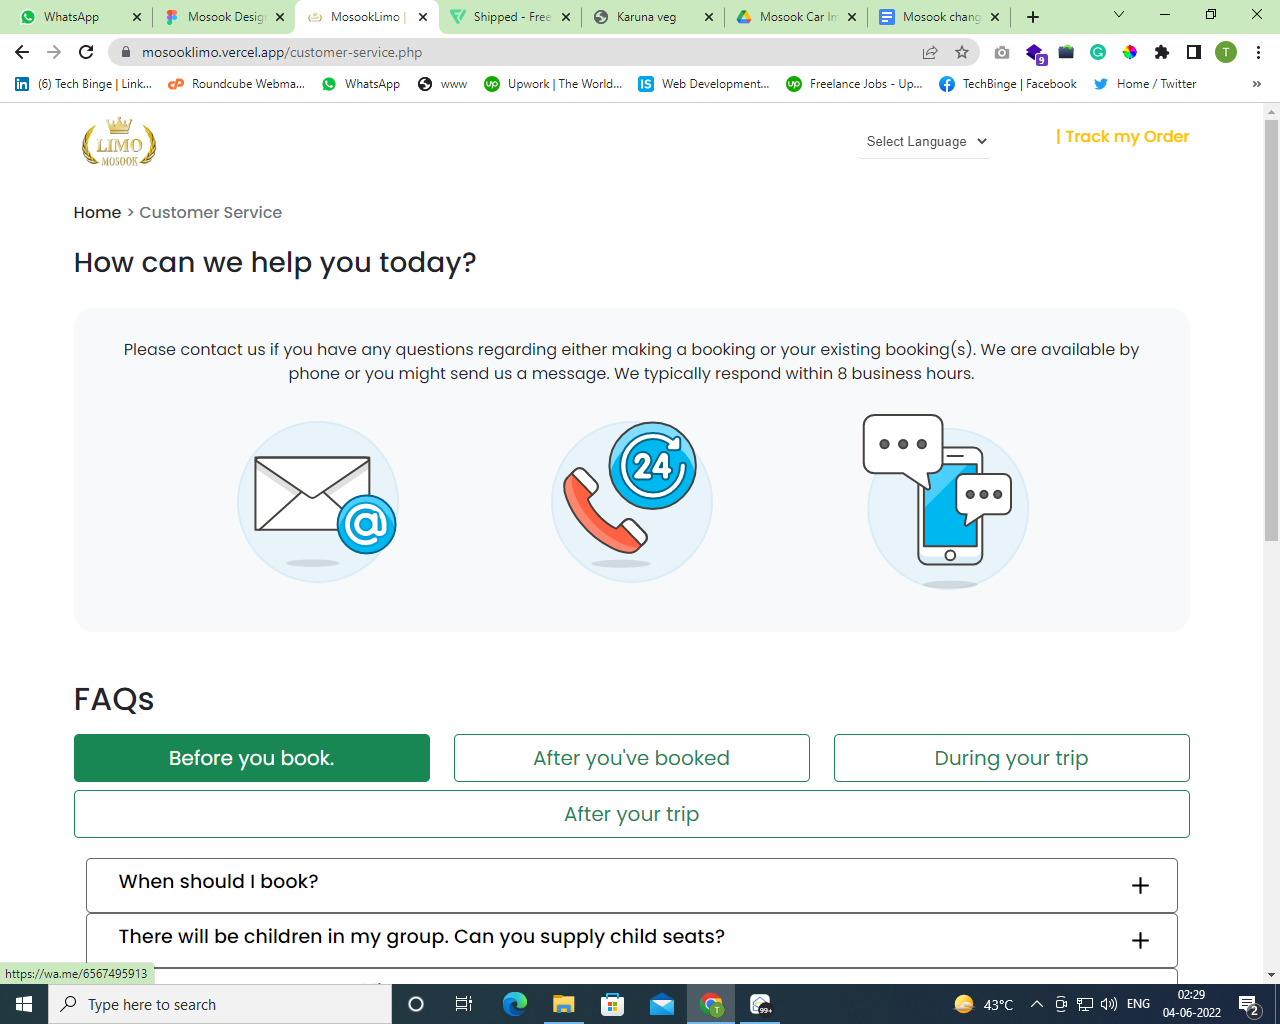 WhatsApp
Mosook Desig
MosookLimo |
Shipped - Free
Karuna veg
Mosook Car Im
Mosook chang
mosooklimo.vercel.app/customer-service.php
T
9
(6) Tech Binge | Link...
Roundcube Webma...
WhatsApp
www
Upwork | The World...
Web Development...
Freelance Jobs - Up...
TechBinge | Facebook
Home / Twitter
»
LIMO
MOSOOK
Select Language
| Track my Order
Home > Customer Service
How can we help you today?
Please contact us if you have any questions regarding either making a booking or your existing booking(s). We are available by
phone or you might send us a message. We typically respond within 8 business hours.
@
24
FAQs
Before you book.
After you've booked
During your trip
After your trip
When should I book?
There will be children in my group. Can you supply child seats?
https://wa.me/6567495913
Type here to search
99+
43°C
ENG
02:29
04-06-2022
2